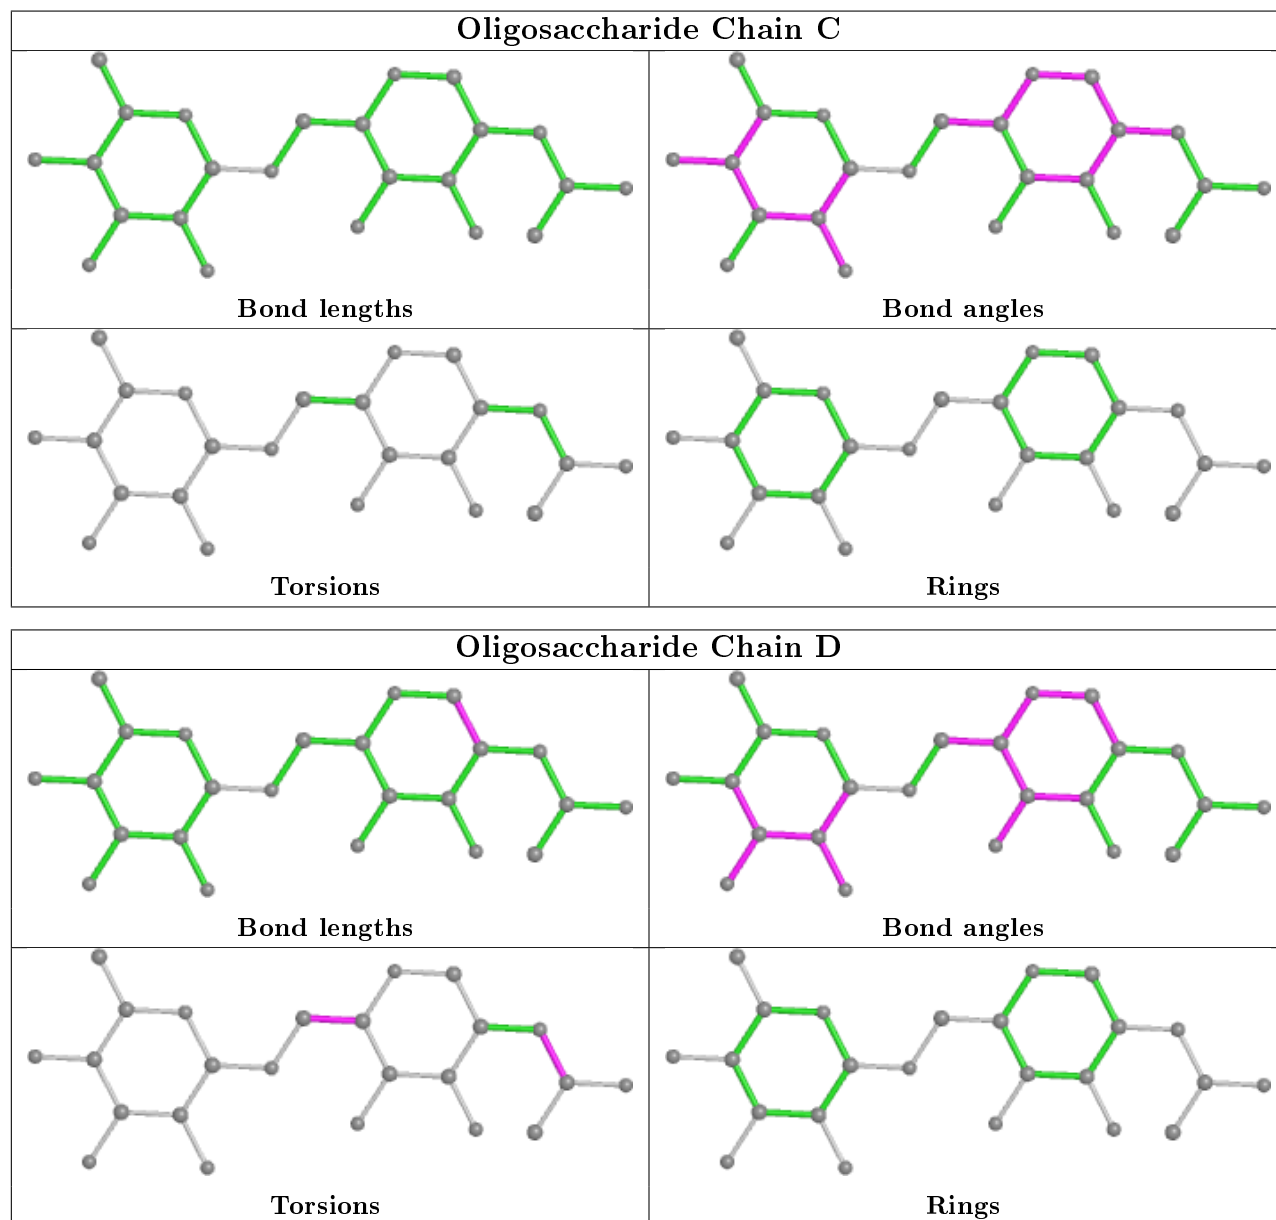 Oligosaccharide Chain C
Bond lengths
Bond angles
Torsions
Rings
Oligosaccharide Chain D
Bond lengths
Bond angles
Torsions
Rings